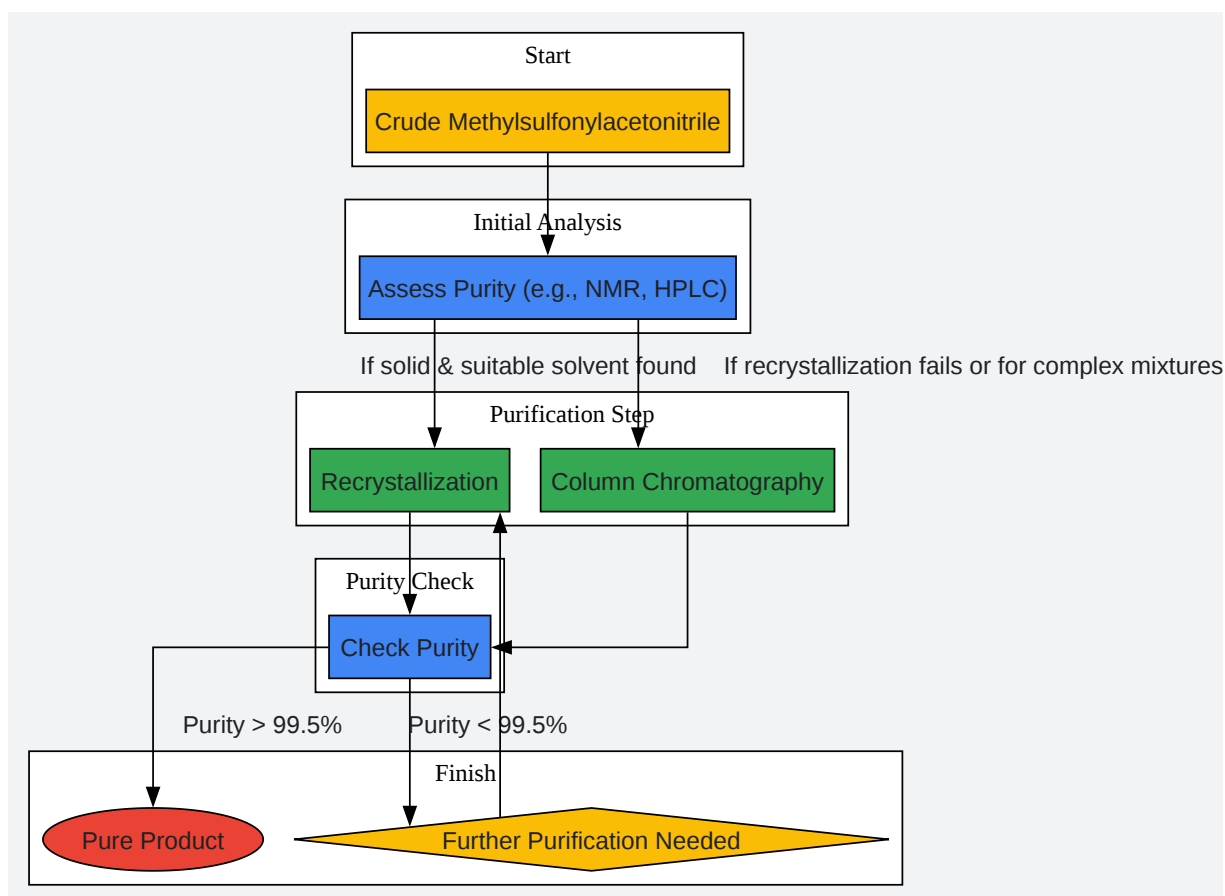 Start
Crude Methylsulfonylacetonitrile
Initial Analysis
Assess Purity (e.g., NMR, HPLC)
If solid & suitable solvent found
If recrystallization fails or for complex mixtures
Purification Step
Recrystallization
Column Chromatography
Purity Check
Check Purity
Purity > 99.5%
Purity < 99.5%
Finish
Pure Product
Further Purification Needed